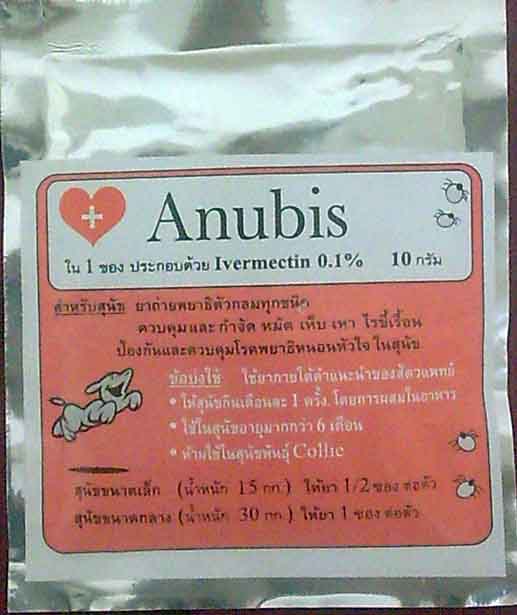 Anubis
ใน 1 ซอง ประกอบด้วย Ivermectin 0.1% 10 กรัม
สำหรับสุนัข ยาถ่ายพยาธิตัวกลมทุกชนิด
ควบคุมและ กำจัด หมัด เห็บ เหา ไรขี้เรื้อน
ป้องกันและควบคุมโรคพยาธิหนอนหัวใจ ในสุนัข
ข้อบ่งใช้ ใช้ยาภายใต้คำแนะนำของสัตวแพทย์
• ให้สุนัขกินเดือนละ 1 ครั้ง. โดยการผสมในอาหาร
• ใช้ในสุนัขอายุมากกว่า 6 เดือน
• ห้ามใช้ในสุนัขพันธุ์ Collie
สุนัขขนาดเล็ก (น้ำหนัก 15 กก.) ให้ยา 1/2 ซอง ต่อตัว
สุนัขขนาดกลาง (น้ำหนัก 30 กก.) ให้ยา 1 ซอง ต่อตัว